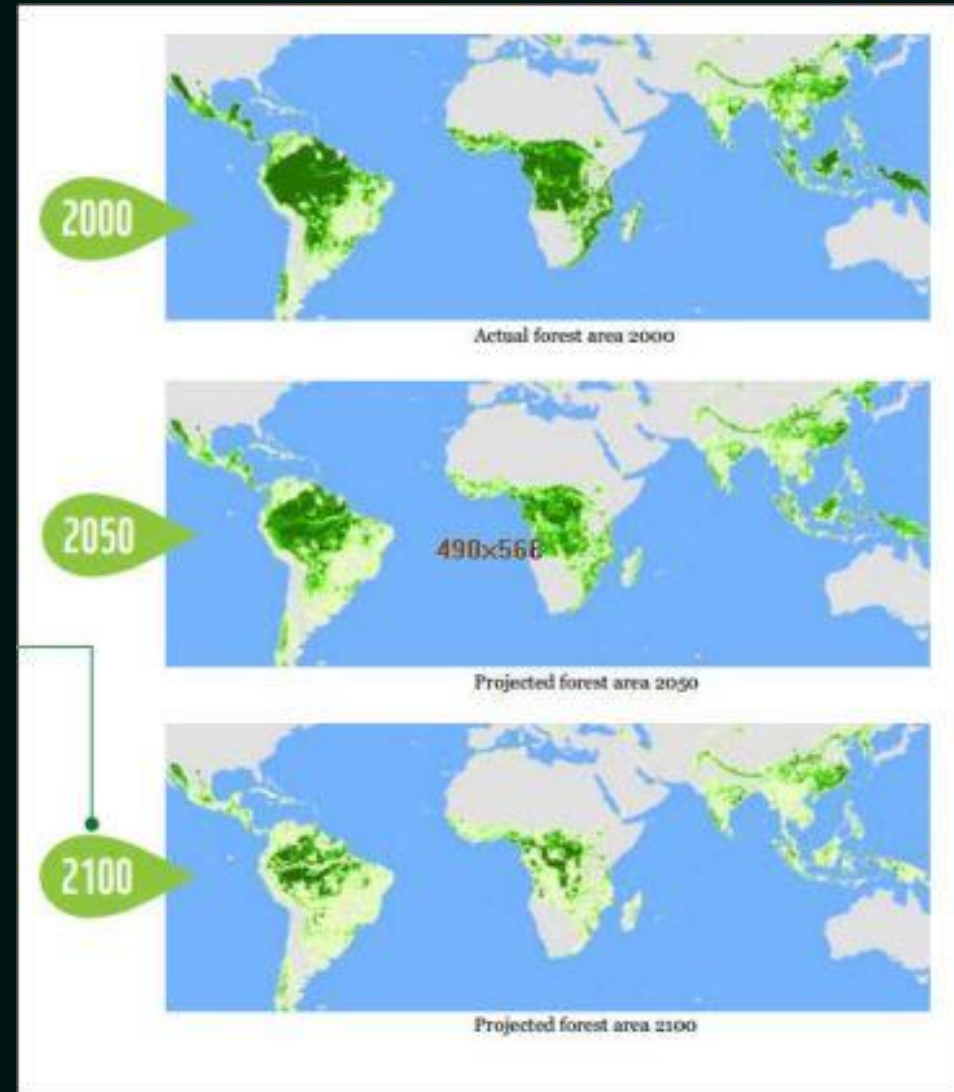 2000
Actual forest area 2000
2050
490×568
Projected forest area 2050
2100
Projected forest area 2100